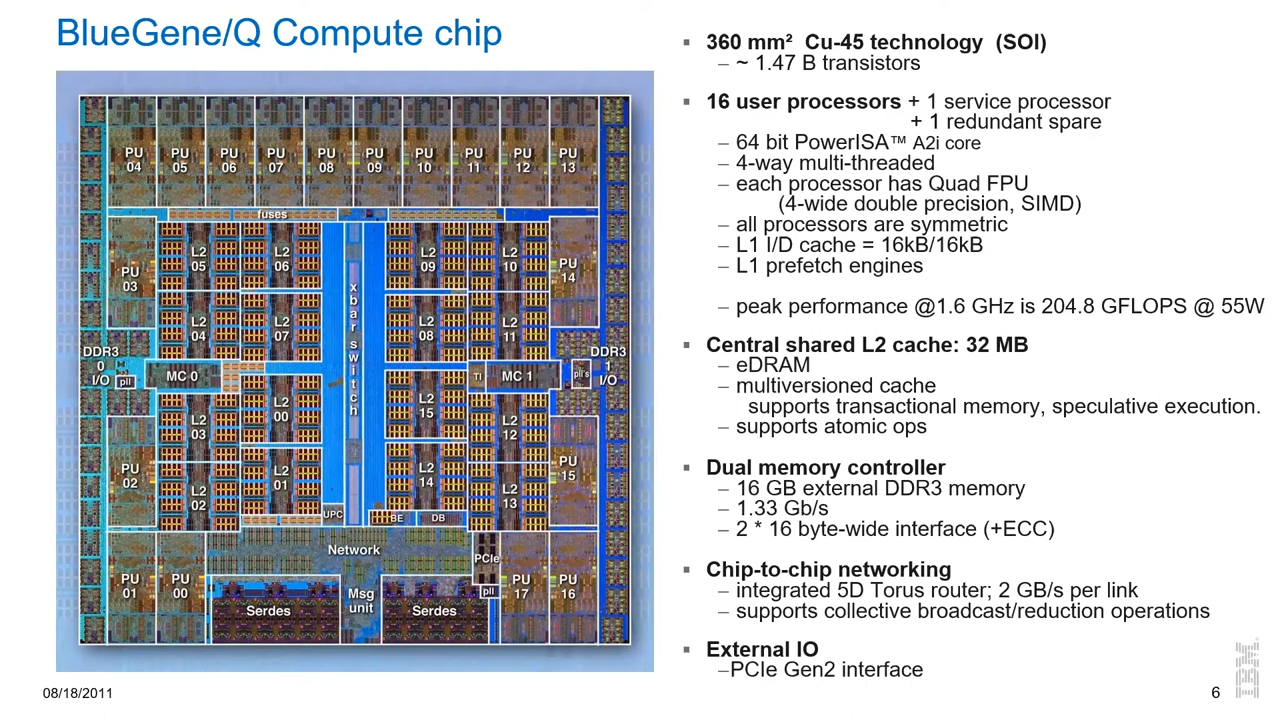 BlueGene/Q Compute chip
PU 04
PU 05
PU 06
PU 07
PU 08
PU 09
PU 10
PU 11
PU 12
PU 13
fuses
PU 03
L2 05
L2 06
L2 09
L2 10
PU 14
xbar switch
L2 04
L2 07
L2 08
L2 11
DDR3 0 I/O
pll
MC 0
TI
MC 1
pll's
DDR3 1 I/O
L2 03
L2 00
L2 15
L2 12
PU 02
L2 02
L2 01
L2 14
L2 13
PU 15
UPC
BE
DB
Network
PCIe
pll
PU 01
PU 00
Serdes
Msg unit
Serdes
PU 17
PU 16
▪ 360 mm² Cu-45 technology (SOI)
– ~ 1.47 B transistors
▪ 16 user processors + 1 service processor
+ 1 redundant spare
– 64 bit PowerISA™ A2i core
– 4-way multi-threaded
– each processor has Quad FPU
(4-wide double precision, SIMD)
– all processors are symmetric
– L1 I/D cache = 16kB/16kB
– L1 prefetch engines
– peak performance @1.6 GHz is 204.8 GFLOPS @ 55W
▪ Central shared L2 cache: 32 MB
– eDRAM
– multiversioned cache
supports transactional memory, speculative execution.
– supports atomic ops
▪ Dual memory controller
– 16 GB external DDR3 memory
– 1.33 Gb/s
– 2 * 16 byte-wide interface (+ECC)
▪ Chip-to-chip networking
– integrated 5D Torus router; 2 GB/s per link
– supports collective broadcast/reduction operations
▪ External IO
–PCIe Gen2 interface
08/18/2011
6
IBM